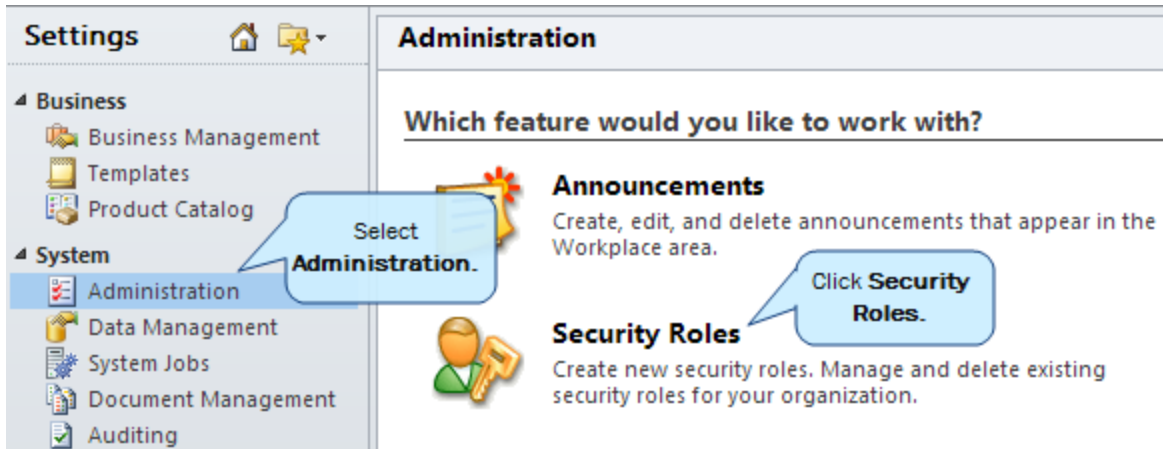 Settings
Business
Business Management
Templates
Product Catalog
System
Administration
Data Management
System Jobs
Document Management
Auditing
Select
Administration.
Administration
Which feature would you like to work with?
Announcements
Create, edit, and delete announcements that appear in the
Workplace area.
Click Security
Roles.
Security Roles
Create new security roles. Manage and delete existing
security roles for your organization.